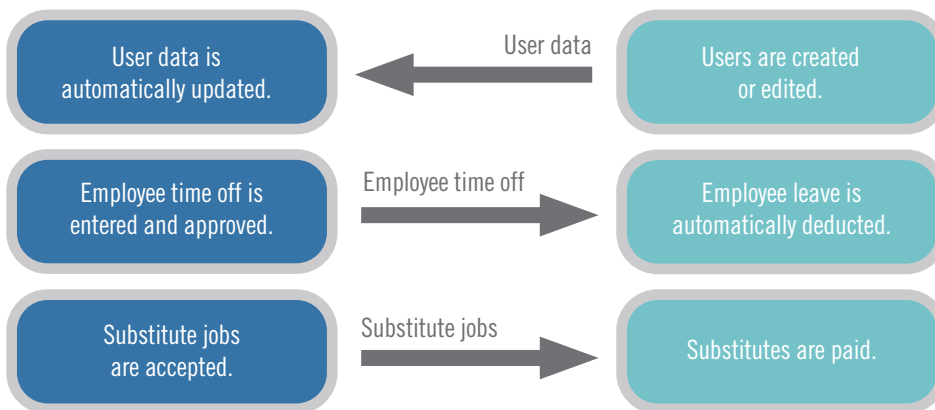 User data is
automatically updated.
User data
Users are created
or edited.
Employee time off is
entered and approved.
Employee time off
Employee leave is
automatically deducted.
Substitute jobs
are accepted.
Substitute jobs
Substitutes are paid.